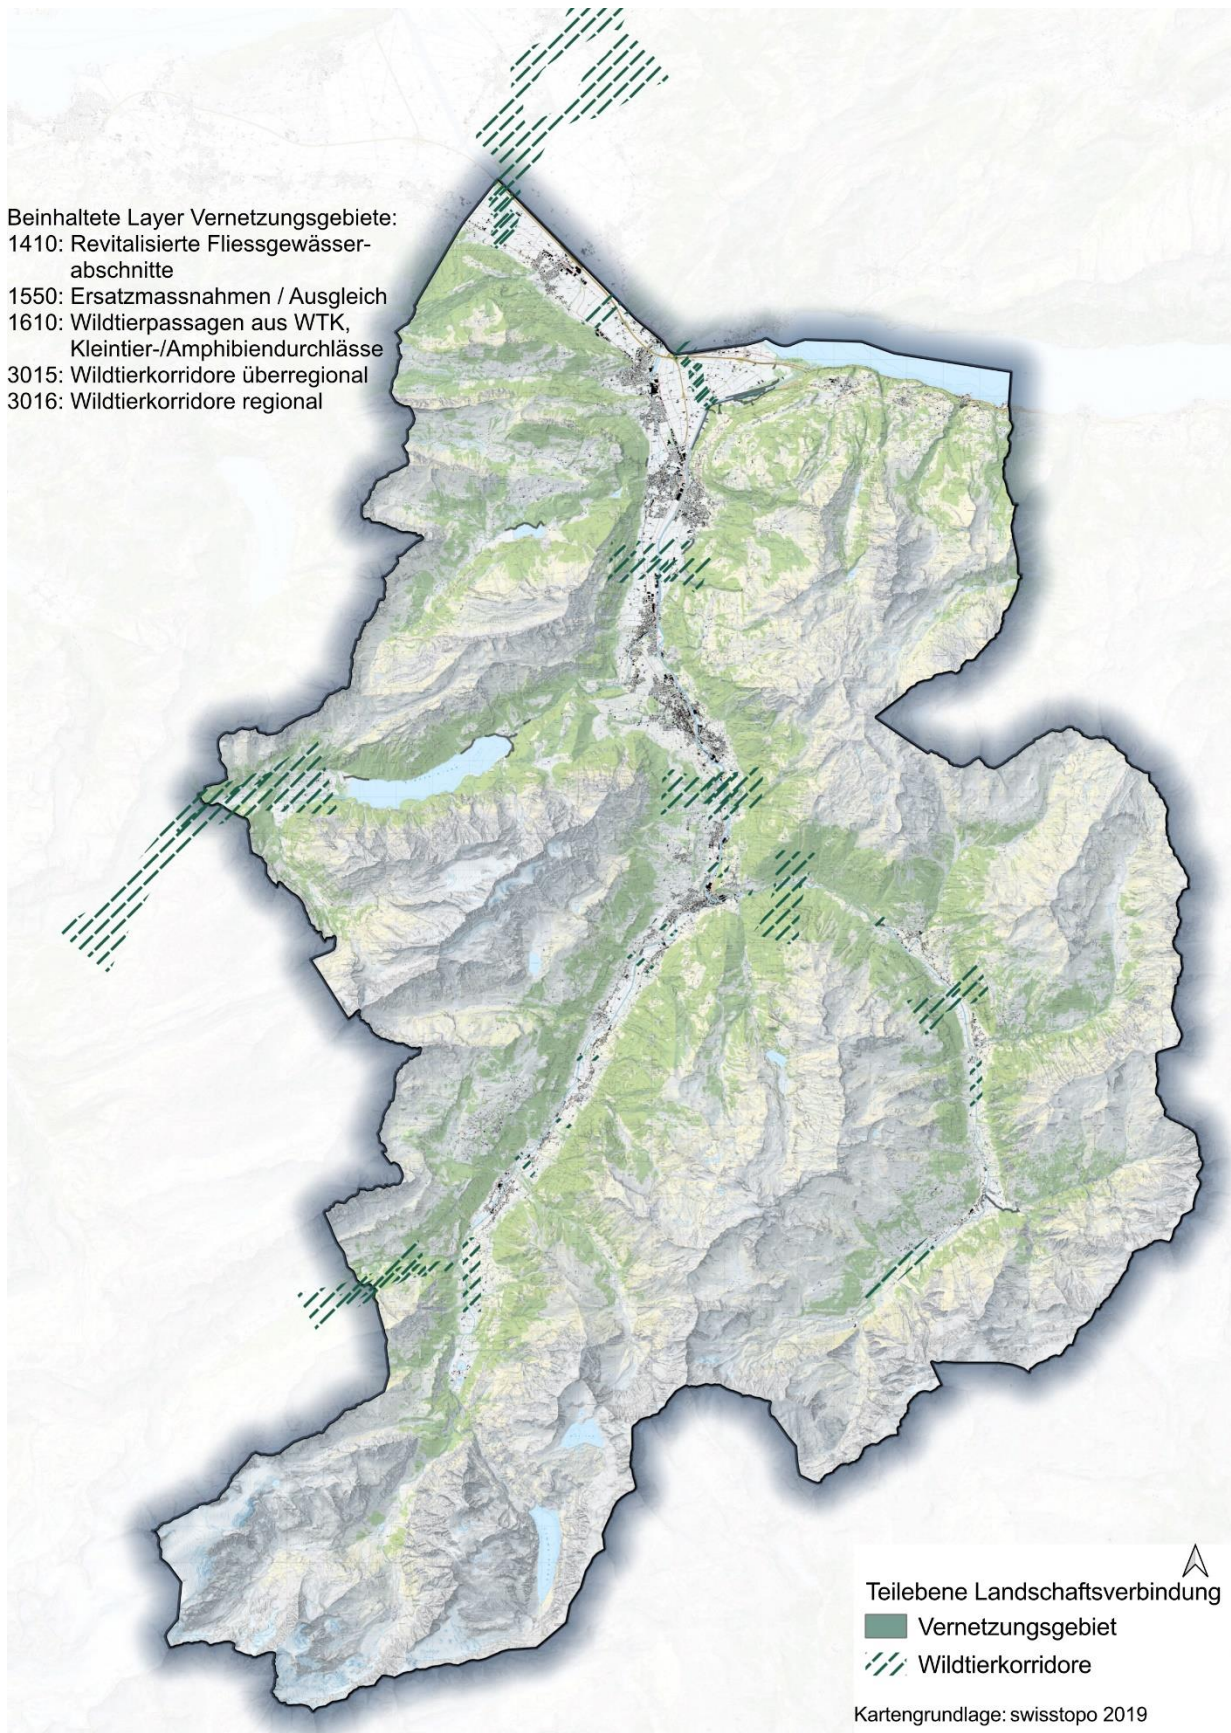 Beinhaltete Layer Vernetzungsgebiete:
1410: Revitalisierte Fliessgewässer-
abschnitte
1550: Ersatzmassnahmen / Ausgleich
1610: Wildtierpassagen aus WTK,
Kleintier-/Amphibiendurchlässe
3015: Wildtierkorridore überregional
3016: Wildtierkorridore regional
Teilebene Landschaftsverbindung
Vernetzungsgebiet
Wildtierkorridore
Kartengrundlage: swisstopo 2019